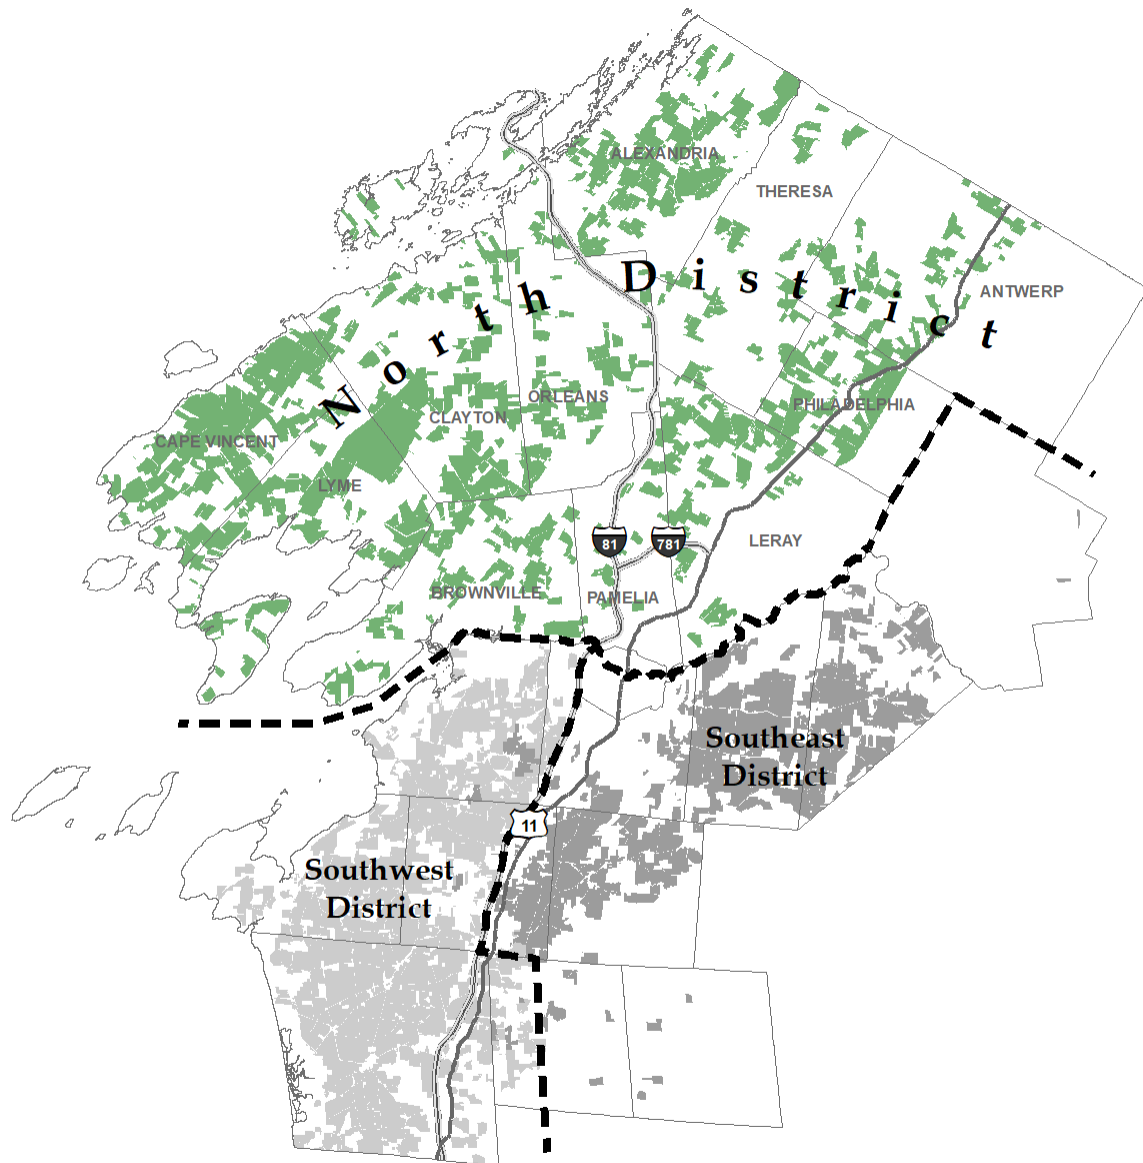 ALEXANDRIA
THERESA
North District
ANTWERP
ORLEANS
PHILADELPHIA
CLAYTON
CAPE VINCENT
LYME
81
781
LERAY
BROWNVILLE
PAMELIA
Southeast
District
11
Southwest
District